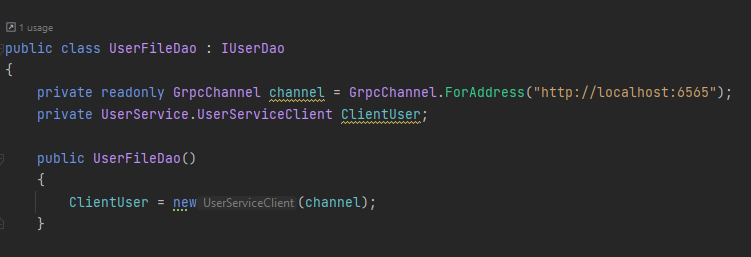 1 usage
public class UserFileDao : IUserDao
{
private readonly GrpcChannel channel = GrpcChannel.ForAddress("http://localhost:6565");
private UserService.UserServiceClient ClientUser;
public UserFileDao()
{
ClientUser = new UserServiceClient (channel);
}